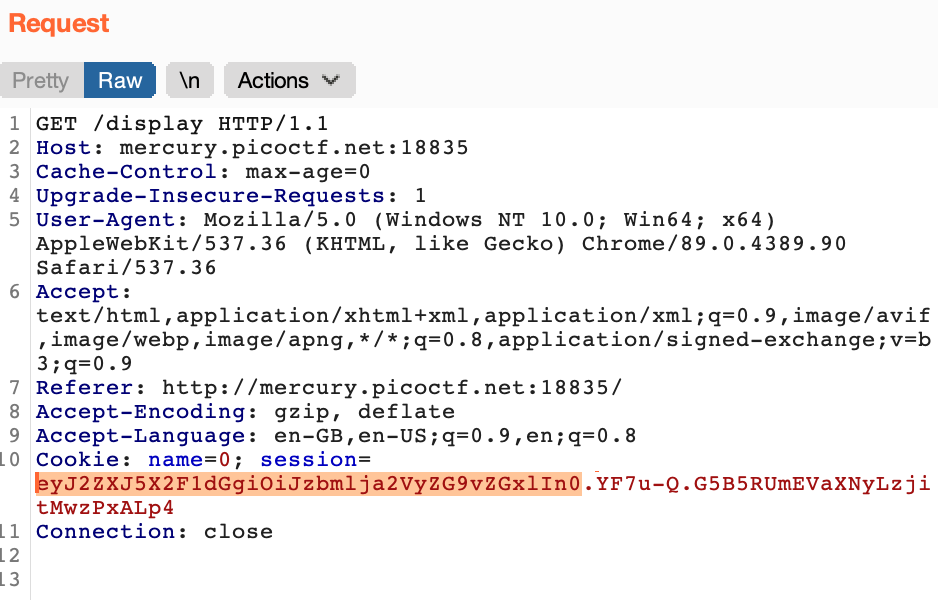 Request
Pretty Raw \n Actions
1 GET /display HTTP/1.1
2 Host: mercury.picoctf.net:18835
3 Cache-Control: max-age=0
4 Upgrade-Insecure-Requests: 1
5 User-Agent: Mozilla/5.0 (Windows NT 10.0; Win64; x64)
AppleWebKit/537.36 (KHTML, like Gecko) Chrome/89.0.4389.90
Safari/537.36
6 Accept:
text/html,application/xhtml+xml,application/xml;q=0.9,image/avif
,image/webp,image/apng,*/*;q=0.8,application/signed-exchange;v=b
3;q=0.9
7 Referer: http://mercury.picoctf.net:18835/
8 Accept-Encoding: gzip, deflate
9 Accept-Language: en-GB,en-US;q=0.9,en;q=0.8
10 Cookie: name=0; session=
eyJ2ZXJ5X2F1dGgiOiJzbmlja2VyZG9vZGxlIn0.YF7u-Q.G5B5RUmEVaXNyLzji
tMwzPxALp4
11 Connection: close
12
13